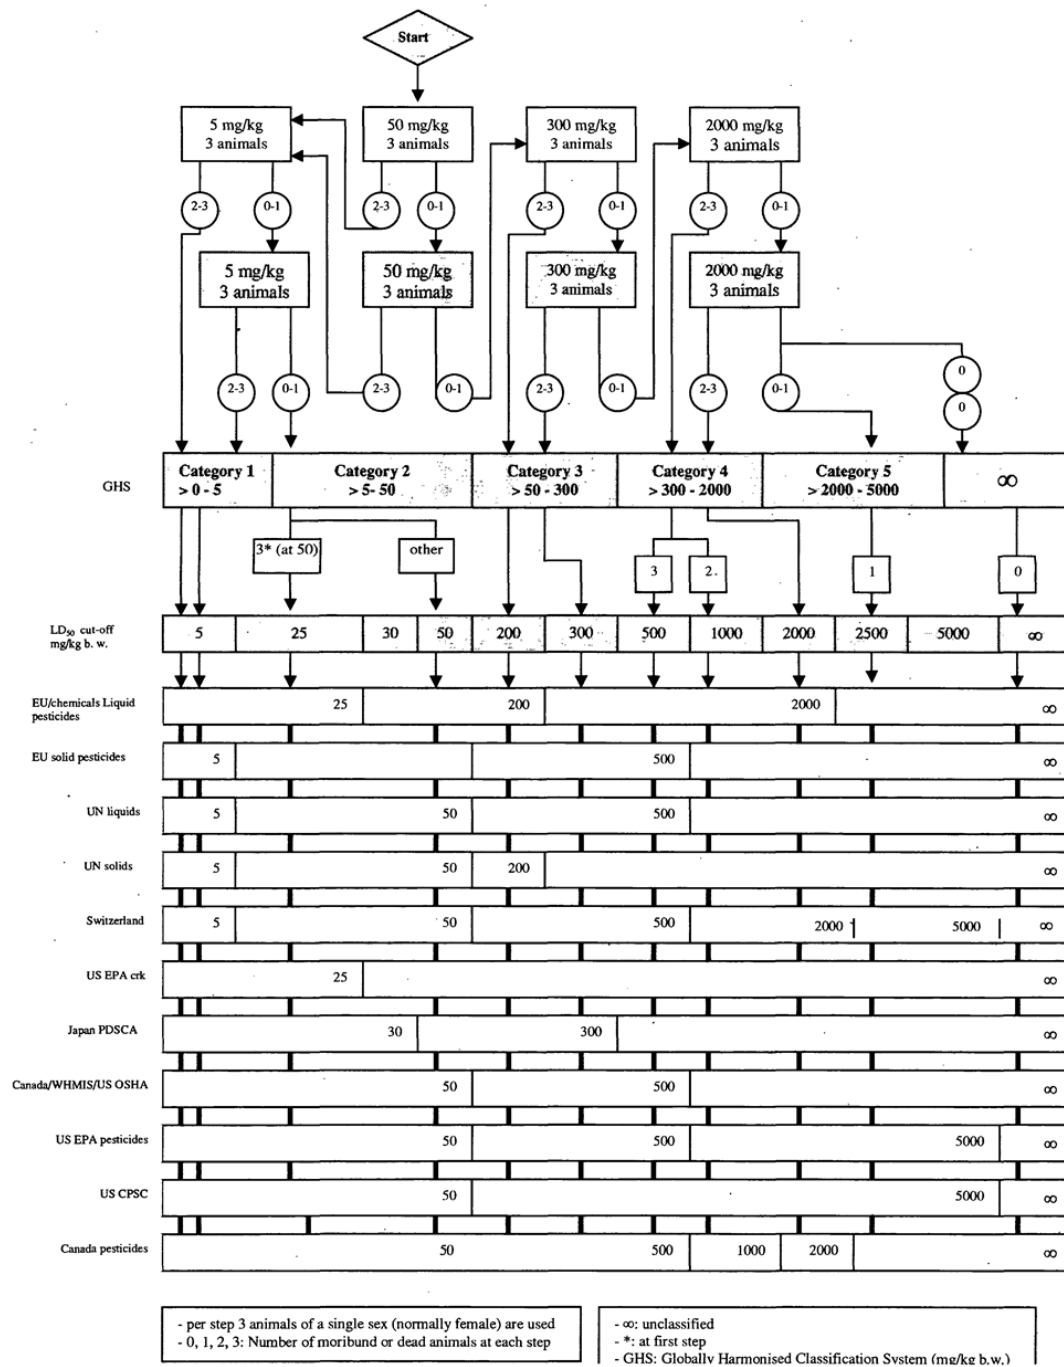 Start
5 mg/kg
3 animals
50 mg/kg
3 animals
300 mg/kg
3 animals
2000 mg/kg
3 animals
2-3
0-1
2-3
0-1
2-3
0-1
2-3
0-1
5 mg/kg
3 animals
50 mg/kg
3 animals
300 mg/kg
3 animals
2000 mg/kg
3 animals
2-3
0-1
2-3
0-1
2-3
0-1
2-3
0-1
0
0
GHS
Category 1
> 0 - 5
Category 2
> 5- 50
Category 3
> 50 - 300
Category 4
> 300 - 2000
Category 5
> 2000 - 5000
∞
3* (at 50)
other
3
2.
1
0
LD₅₀ cut-off
mg/kg b. w.
5 25 30 50 200 300 500 1000 2000 2500 5000 ∞
EU/chemicals Liquid
pesticides
25 200 2000 ∞
EU solid pesticides 5 500 ∞
UN liquids 5 50 500 ∞
UN solids 5 50 200 ∞
Switzerland 5 50 500 2000 5000 ∞
US EPA crk 25 ∞
Japan PDSCA 30 300 ∞
Canada/WHMIS/US OSHA 50 500 ∞
US EPA pesticides 50 500 5000 ∞
US CPSC 50 5000 ∞
Canada pesticides 50 500 1000 2000 ∞
- per step 3 animals of a single sex (normally female) are used
- 0, 1, 2, 3: Number of moribund or dead animals at each step
- ∞: unclassified
- *: at first step
- GHS: Globally Harmonised Classification System (mg/kg b.w.)